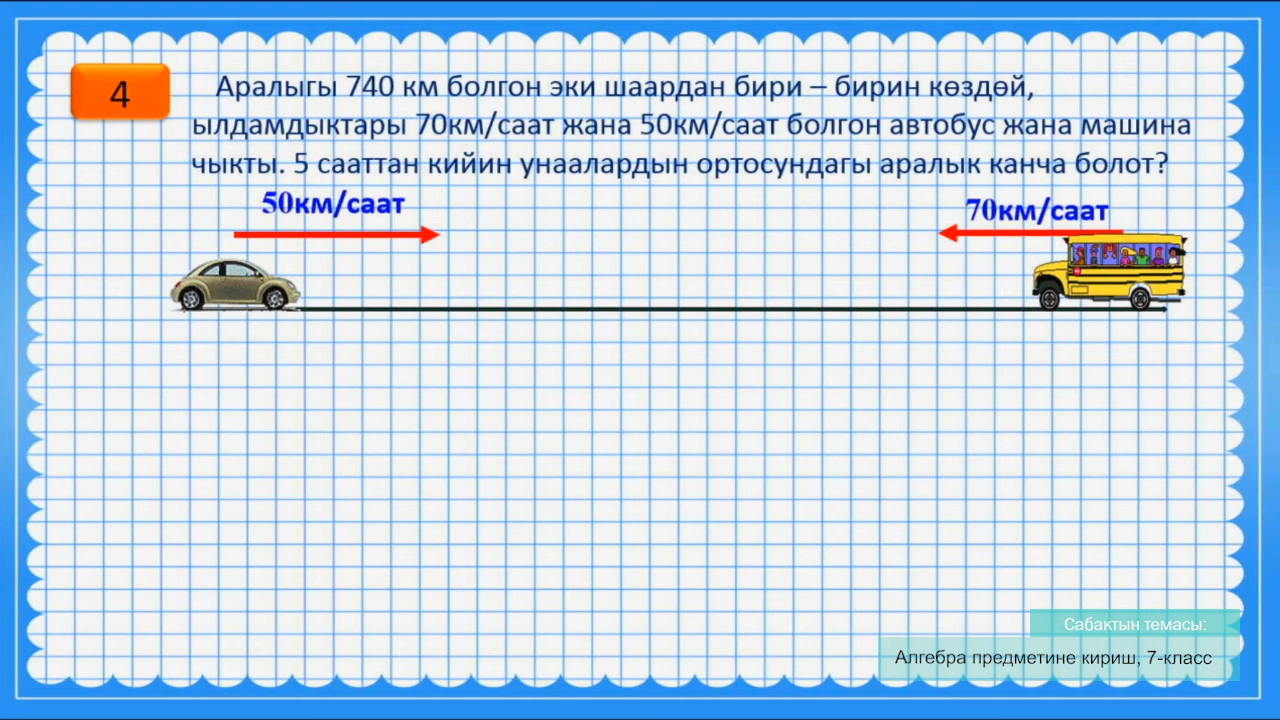 4
Аралыгы 740 км болгон эки шаардан бири – бирин көздөй,
ылдамдыктары 70км/саат жана 50км/саат болгон автобус жана машина
чыкты. 5 сааттан кийин унаалардын ортосундагы аралык канча болот?
50км/саат
70км/саат
Сабактын темасы:
Алгебра предметине кириш, 7-класс